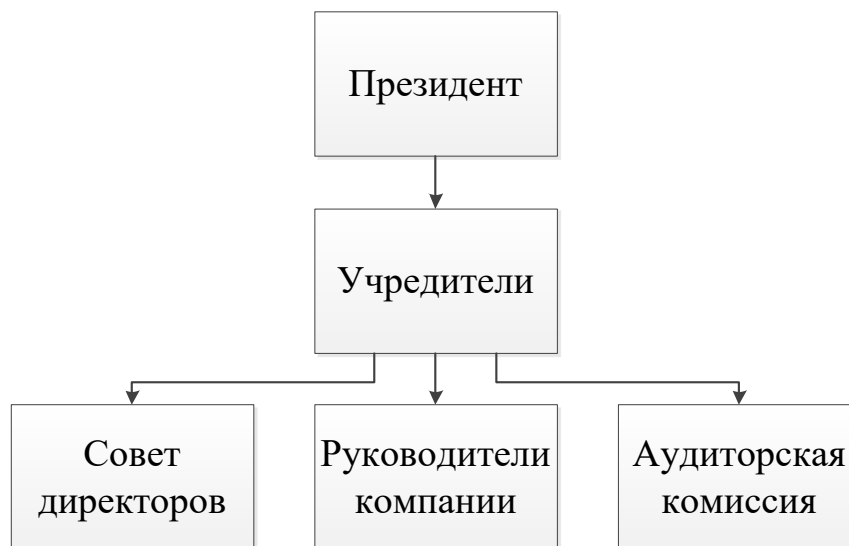 Президент
Учредители
Совет
директоров
Руководители
компании
Аудиторская
комиссия